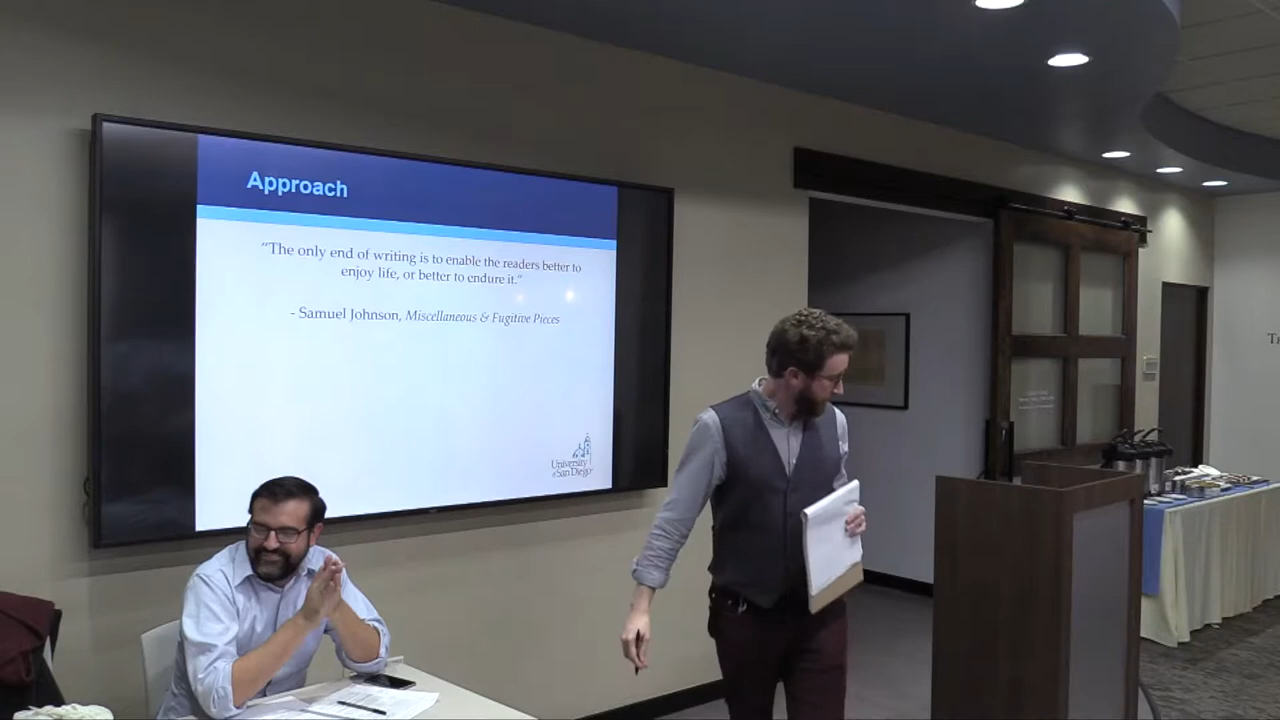 Approach
“The only end of writing is to enable the readers better to
enjoy life, or better to endure it.”
- Samuel Johnson, Miscellaneous & Fugitive Pieces
University
of San Diego